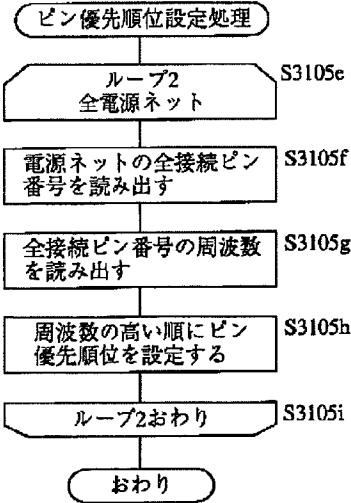 ピン優先順位設定処理
ループ2
全電源ネット
S3105e
電源ネットの全接続ピン
番号を読み出す
S3105f
全接続ピン番号の周波数
を読み出す
S3105g
周波数の高い順にピン
優先順位を設定する
S3105h
ループ2おわり
S3105i
おわり